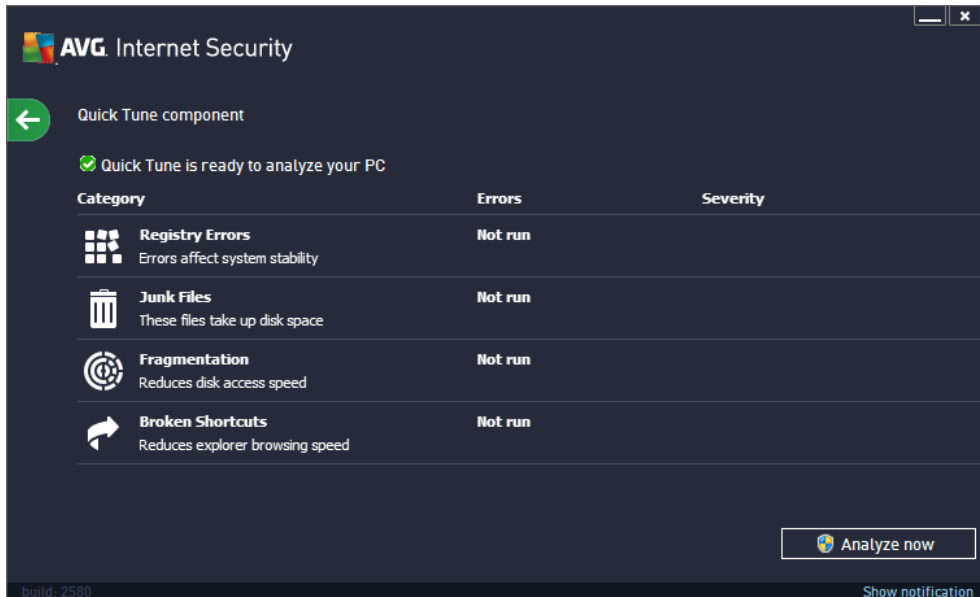 AVG. Internet Security
Quick Tune component
Quick Tune is ready to analyze your PC
Category Errors Severity
Registry Errors Not run
Errors affect system stability
Junk Files Not run
These files take up disk space
Fragmentation Not run
Reduces disk access speed
Broken Shortcuts Not run
Reduces explorer browsing speed
Analyze now
build: 2580 Show notification